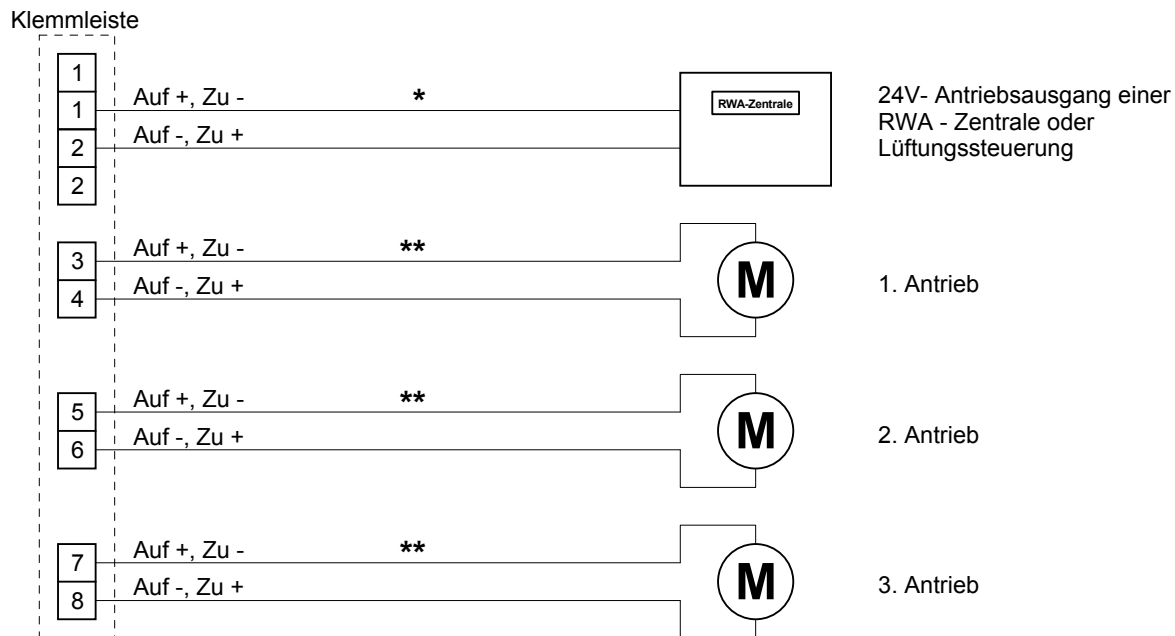 Klemmleiste
1
1
Auf +, Zu -
*
RWA-Zentrale
24V- Antriebsausgang einer
RWA - Zentrale oder
Lüftungssteuerung
2
Auf -, Zu +
2
3
Auf +, Zu -
**
4
Auf -, Zu +
M
1. Antrieb
5
Auf +, Zu -
**
6
Auf -, Zu +
M
2. Antrieb
7
Auf +, Zu -
**
8
Auf -, Zu +
M
3. Antrieb